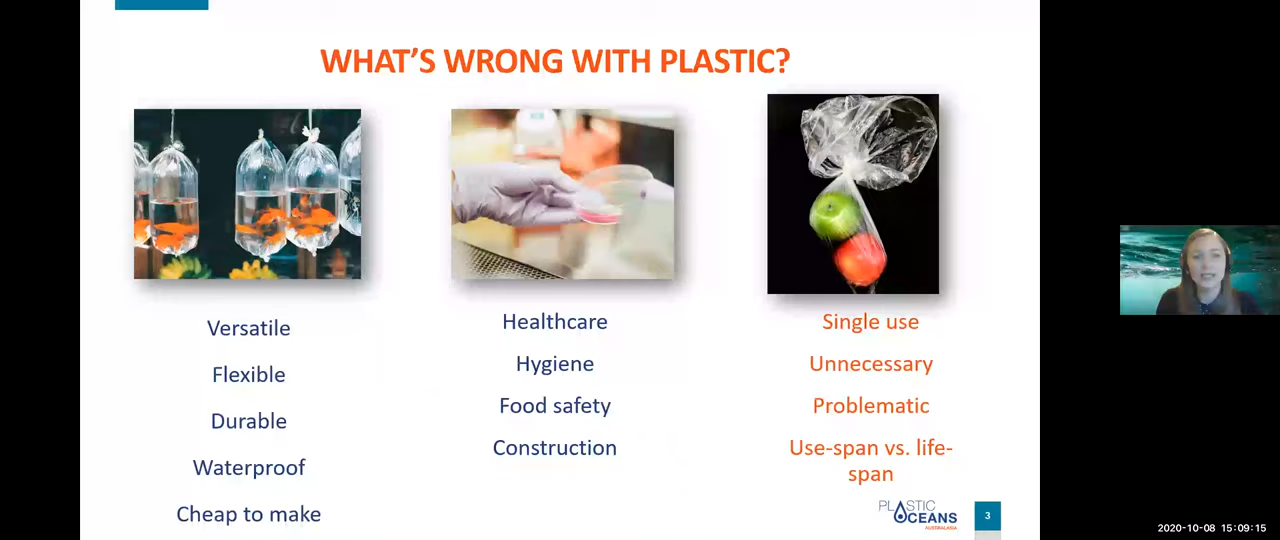 WHAT'S WRONG WITH PLASTIC?
Versatile
Flexible
Durable
Waterproof
Cheap to make
Healthcare
Hygiene
Food safety
Construction
Single use
Unnecessary
Problematic
Use-span vs. life-
span
PLASTIC
OCEANS
AUSTRALASIA
3
2020-10-08 15:09:15